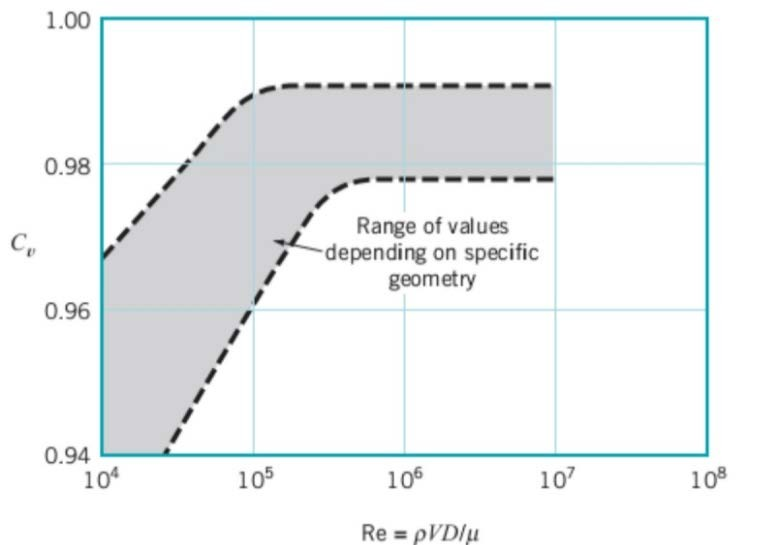 1.00
0.98
0.96
0.94
C_v
Range of values
depending on specific
geometry
10⁴
10⁵
10⁶
10⁷
10⁸
Re = ρVD/μ